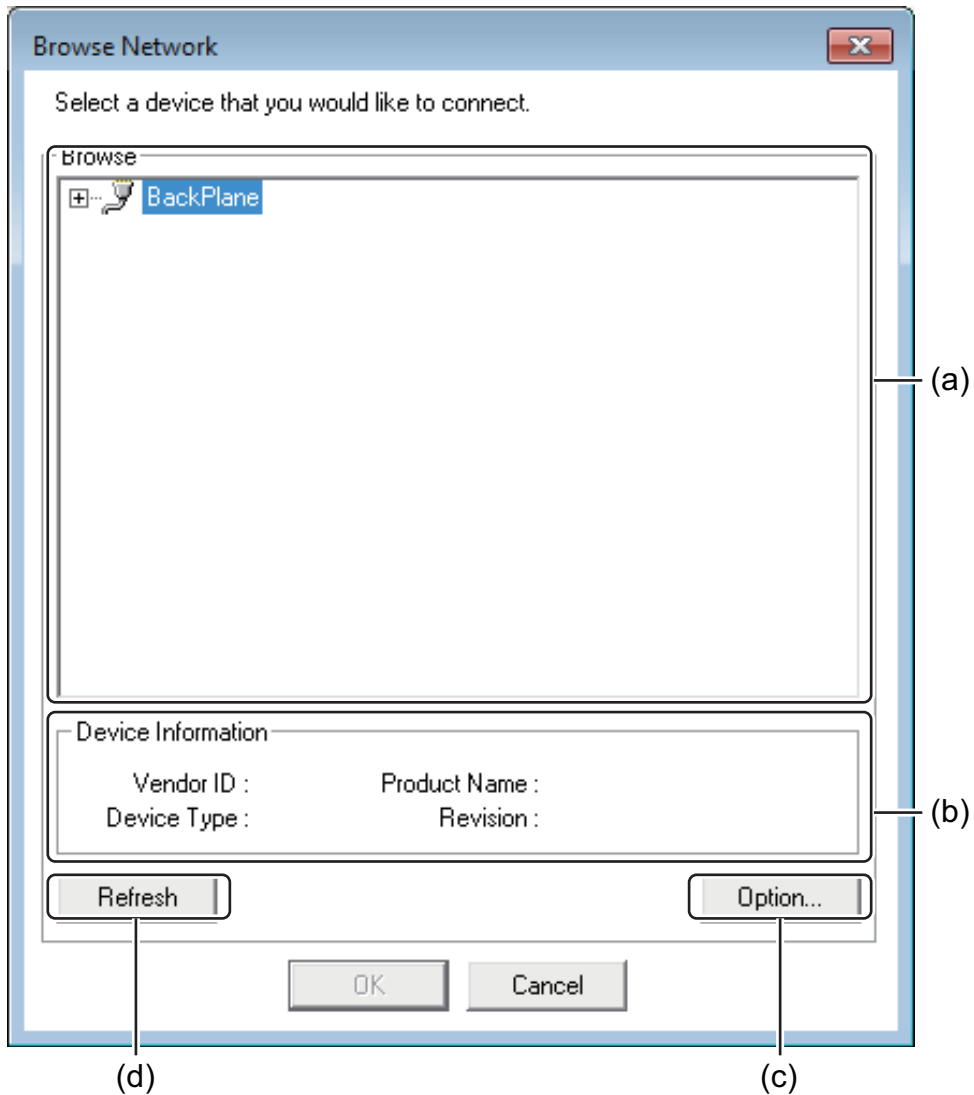 Browse Network
Select a device that you would like to connect.
Browse
BackPlane
(a)
Device Information
Vendor ID : Product Name :
Device Type : Revision :
(b)
Refresh Option...
OK Cancel
(d) (c)